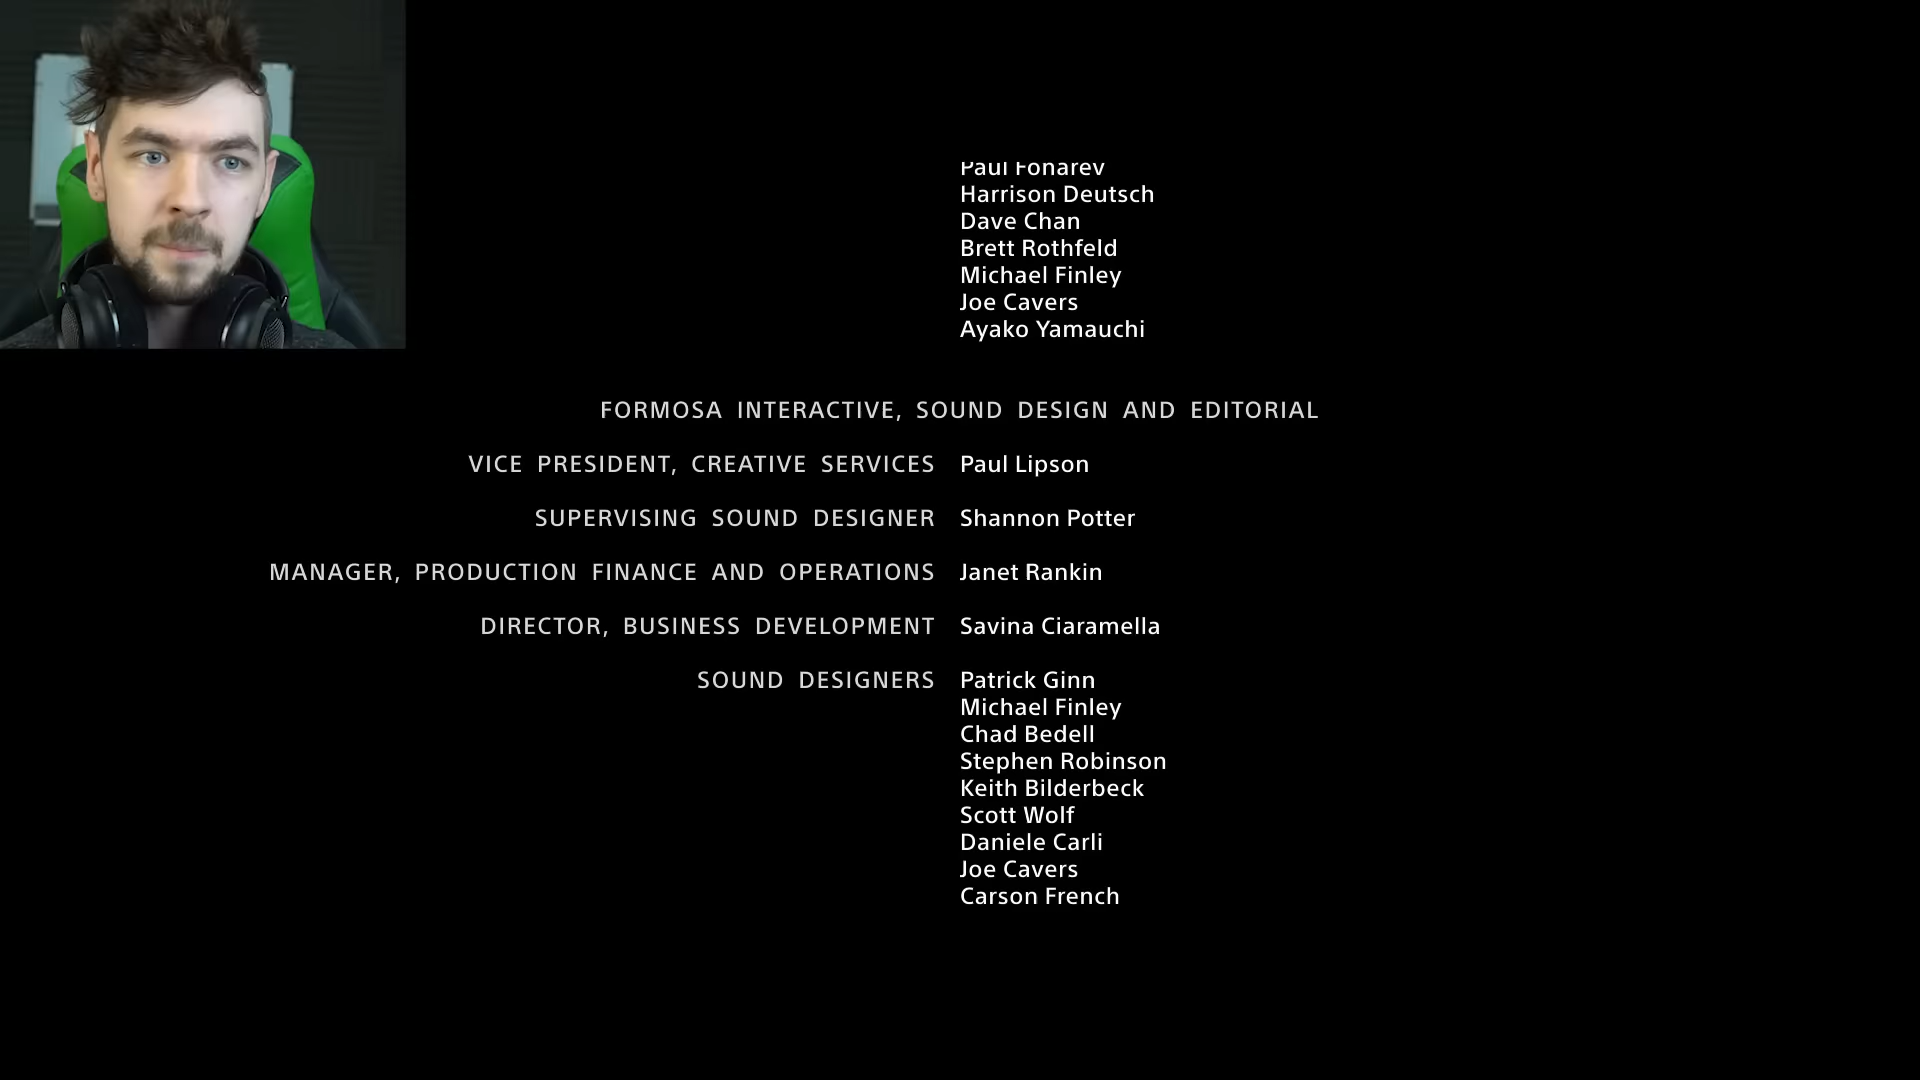 Paul Fonarev
Harrison Deutsch
Dave Chan
Brett Rothfeld
Michael Finley
Joe Cavers
Ayako Yamauchi
FORMOSA INTERACTIVE, SOUND DESIGN AND EDITORIAL
VICE PRESIDENT, CREATIVE SERVICES Paul Lipson
SUPERVISING SOUND DESIGNER Shannon Potter
MANAGER, PRODUCTION FINANCE AND OPERATIONS Janet Rankin
DIRECTOR, BUSINESS DEVELOPMENT Savina Ciaramella
SOUND DESIGNERS Patrick Ginn
Michael Finley
Chad Bedell
Stephen Robinson
Keith Bilderbeck
Scott Wolf
Daniele Carli
Joe Cavers
Carson French